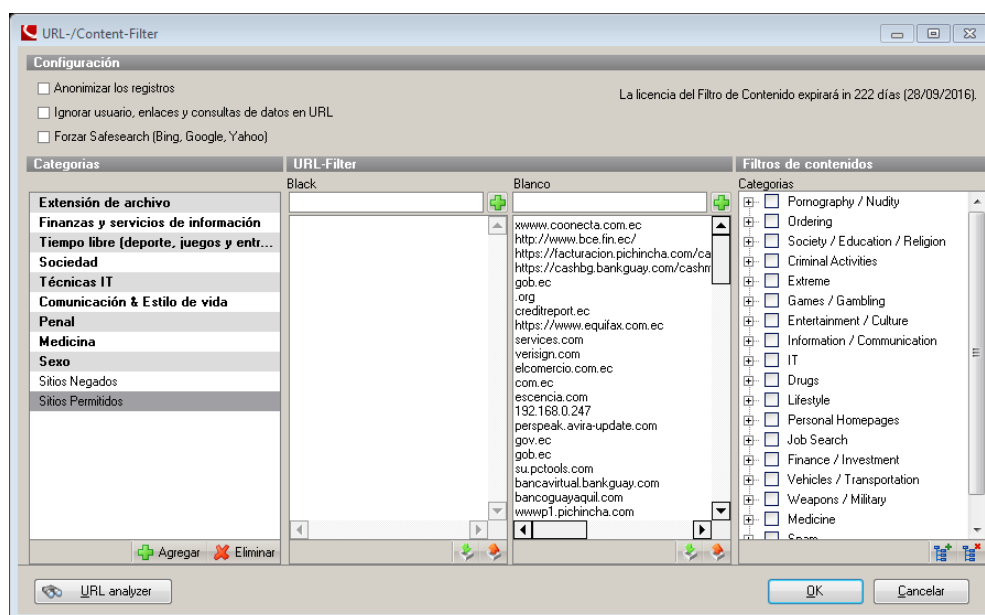 URL-/Content-Filter
Configuración
Anonimizar los registros
Ignorar usuario, enlaces y consultas de datos en URL
Forzar Safesearch (Bing, Google, Yahoo)
La licencia del Filtro de Contenido expirará in 222 días (28/09/2016).
Categorias
Extensión de archivo
Finanzas y servicios de información
Tiempo libre (deporte, juegos y entr...
Sociedad
Técnicas IT
Comunicación & Estilo de vida
Penal
Medicina
Sexo
Sitios Negados
Sitios Permitidos
Agregar
Eliminar
URL-Filter
Black
Blanco
xwww.coonecta.com.ec
http://www.bce.fin.ec/
https://facturacion.pichincha.com/ca
https://cashbg.bankguay.com/cashm
gob.ec
.org
creditreport.ec
https://www.equifax.com.ec
services.com
verisign.com
elcomercio.com.ec
com.ec
escencia.com
192.168.0.247
perspeak.avira-update.com
gov.ec
gob.ec
su.pctools.com
bancavirtual.bankguay.com
bancoguayaquil.com
wwwp1.pichincha.com
Filtros de contenidos
Categorias
Pornography / Nudity
Ordering
Society / Education / Religion
Criminal Activities
Extreme
Games / Gambling
Entertainment / Culture
Information / Communication
IT
Drugs
Lifestyle
Personal Homepages
Job Search
Finance / Investment
Vehicles / Transportation
Weapons / Military
Medicine
Spam
URL analyzer
OK
Cancelar